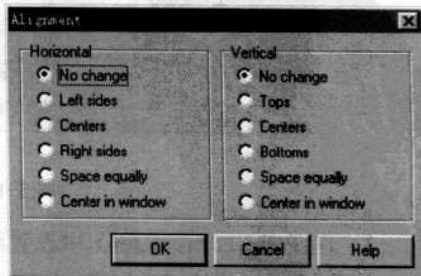 Alignment
Horizontal
No change
Left sides
Centers
Right sides
Space equally
Center in window
Vertical
No change
Tops
Centers
Bottoms
Space equally
Center in window
OK
Cancel
Help